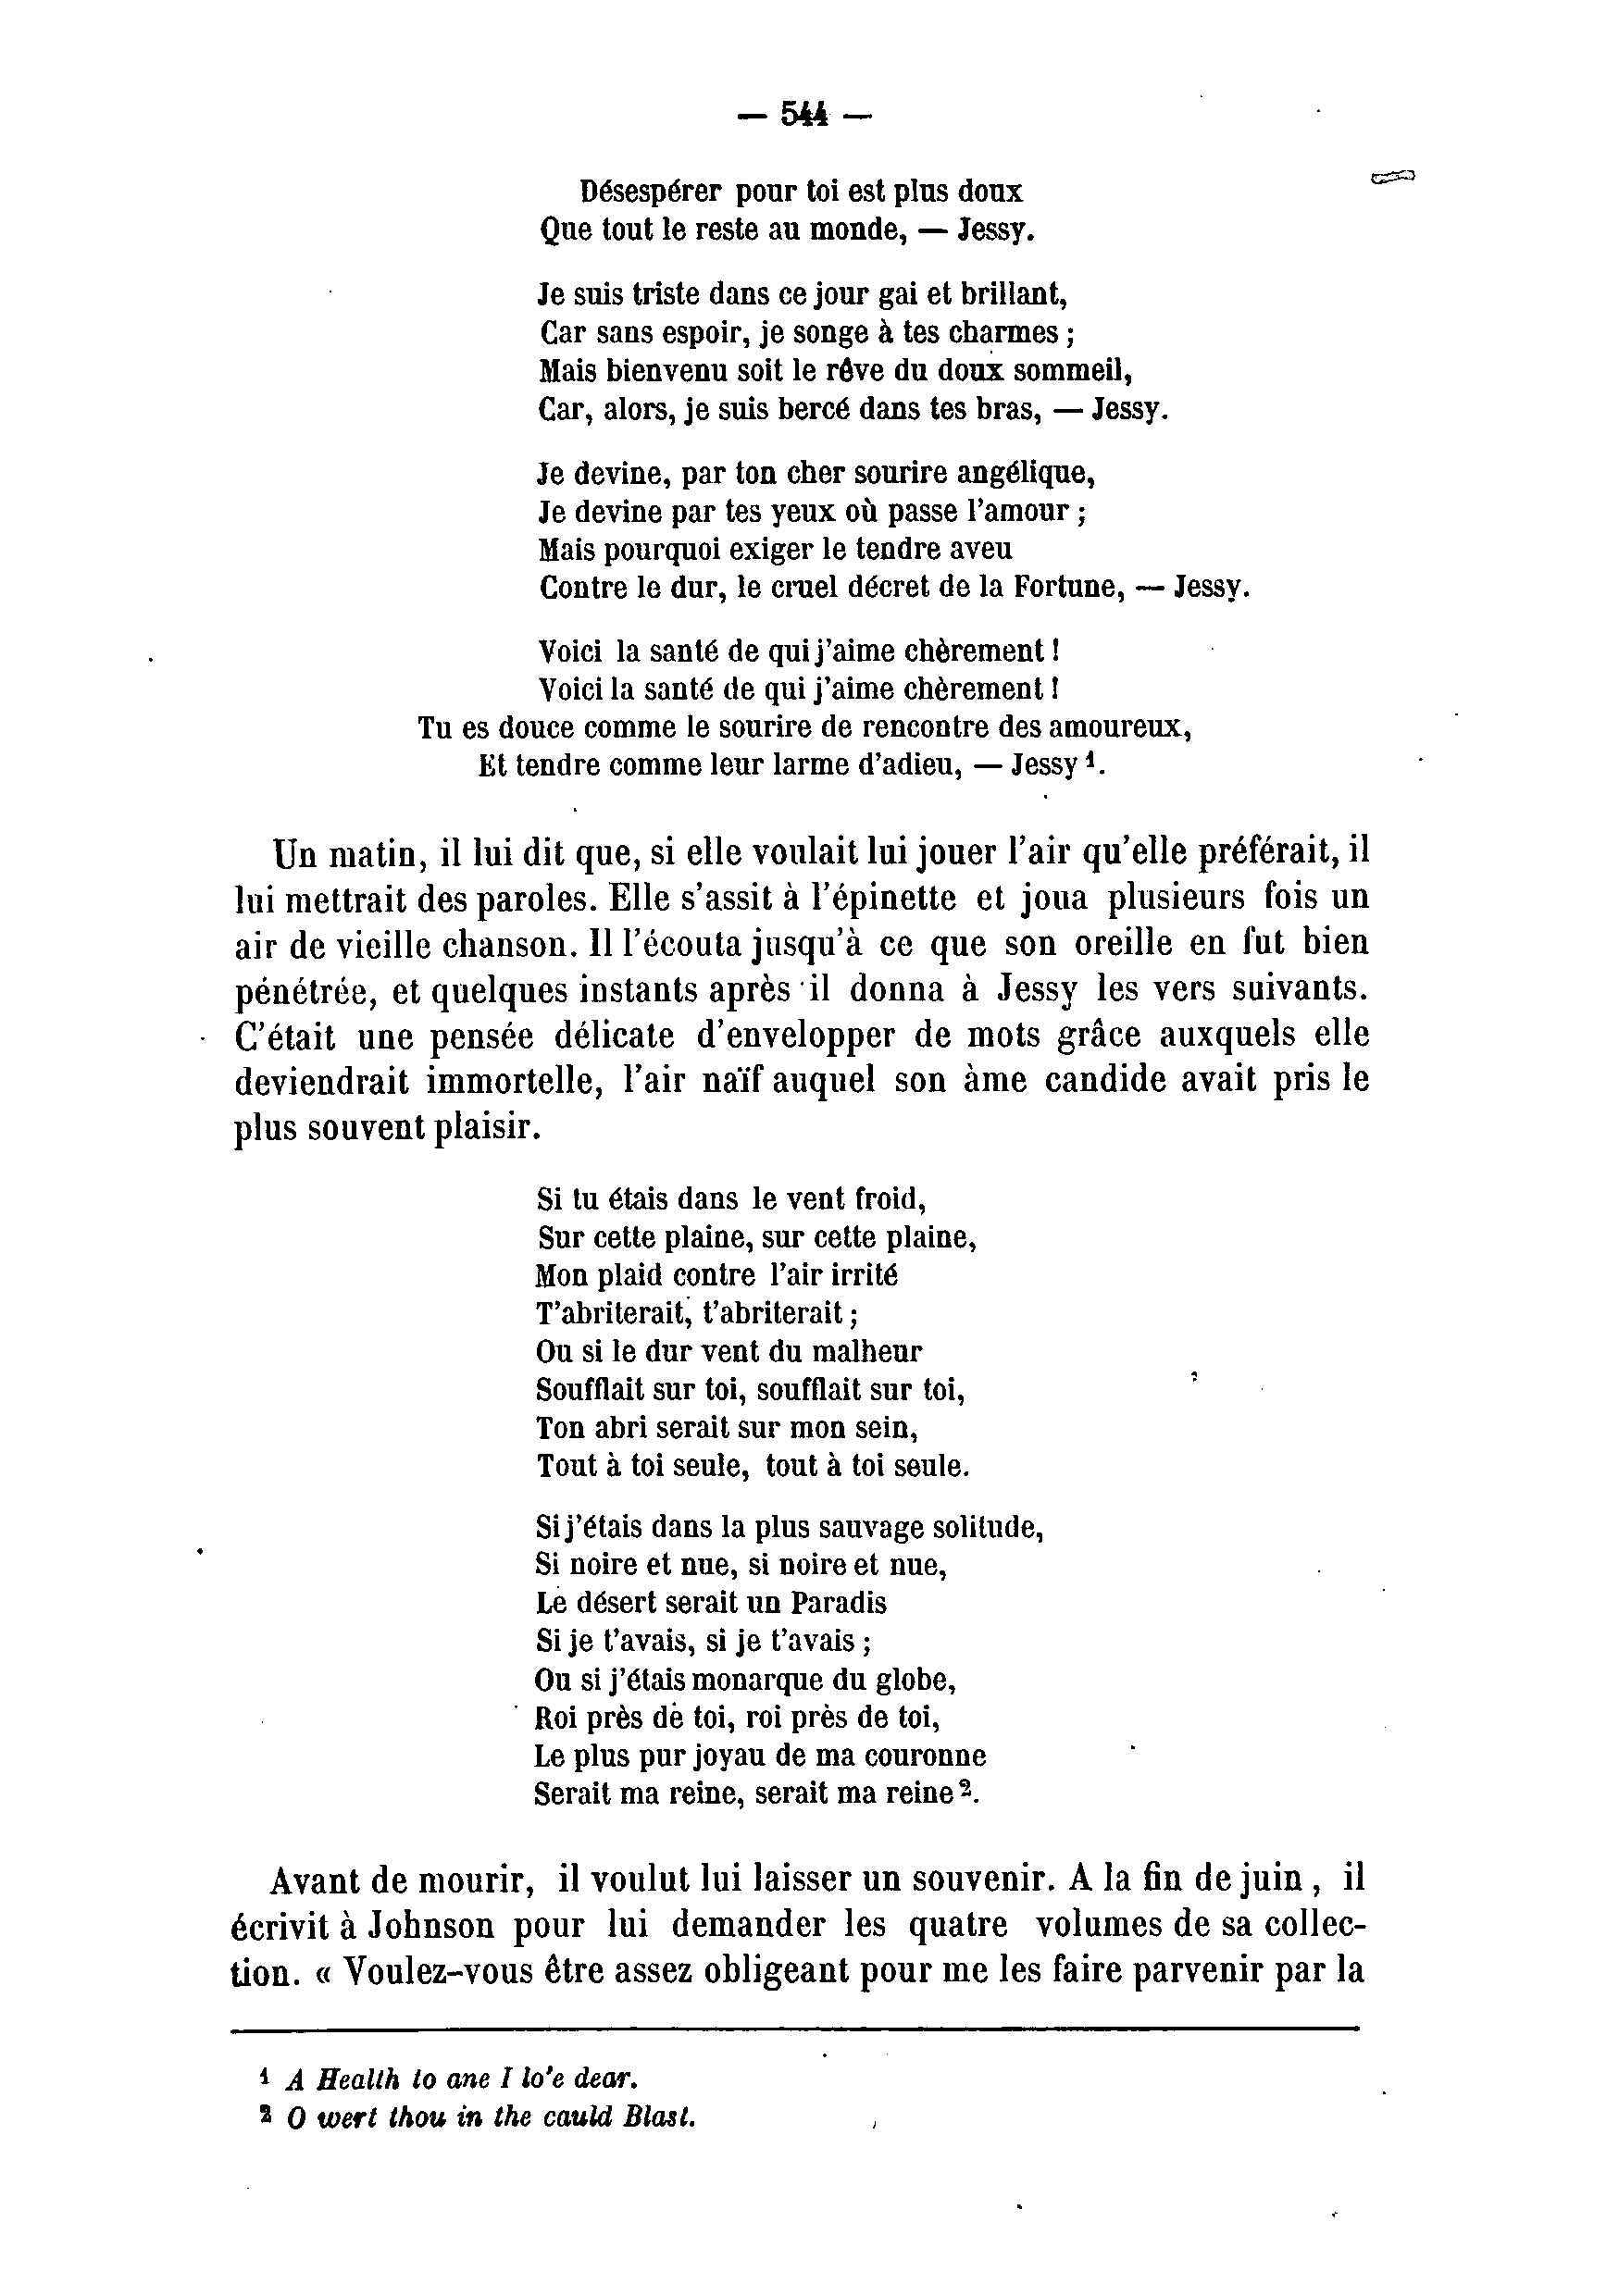 — 544 —
Désespérer pour toi est plus doux
Que tout le reste au monde, — Jessy.
Je suis triste dans ce jour gai et brillant,
Car sans espoir, je songe à tes charmes ;
Mais bienvenu soit le rêve du doux sommeil,
Car, alors, je suis bercé dans tes bras, — Jessy.
Je devine, par ton cher sourire angélique,
Je devine par tes yeux où passe l'amour ;
Mais pourquoi exiger le tendre aveu
Contre le dur, le cruel décret de la Fortune, — Jessy.
Voici la santé de qui j'aime chèrement !
Voici la santé de qui j'aime chèrement !
Tu es douce comme le sourire de rencontre des amoureux,
Et tendre comme leur larme d'adieu, — Jessy ¹.
Un matin, il lui dit que, si elle voulait lui jouer l'air qu'elle préférait, il
lui mettrait des paroles. Elle s'assit à l'épinette et joua plusieurs fois un
air de vieille chanson. Il l'écouta jusqu'à ce que son oreille en fut bien
pénétrée, et quelques instants après il donna à Jessy les vers suivants.
C'était une pensée délicate d'envelopper de mots grâce auxquels elle
deviendrait immortelle, l'air naïf auquel son âme candide avait pris le
plus souvent plaisir.
Si tu étais dans le vent froid,
Sur cette plaine, sur cette plaine,
Mon plaid contre l'air irrité
T'abriterait, t'abriterait ;
Ou si le dur vent du malheur
Soufflait sur toi, soufflait sur toi,
Ton abri serait sur mon sein,
Tout à toi seule, tout à toi seule.
Si j'étais dans la plus sauvage solitude,
Si noire et nue, si noire et nue,
Le désert serait un Paradis
Si je t'avais, si je t'avais ;
Ou si j'étais monarque du globe,
Roi près de toi, roi près de toi,
Le plus pur joyau de ma couronne
Serait ma reine, serait ma reine ².
Avant de mourir, il voulut lui laisser un souvenir. A la fin de juin , il
écrivit à Johnson pour lui demander les quatre volumes de sa collec-
tion. « Voulez-vous être assez obligeant pour me les faire parvenir par la
¹ A Health to ane I lo'e dear.
² O wert thou in the cauld Blast.